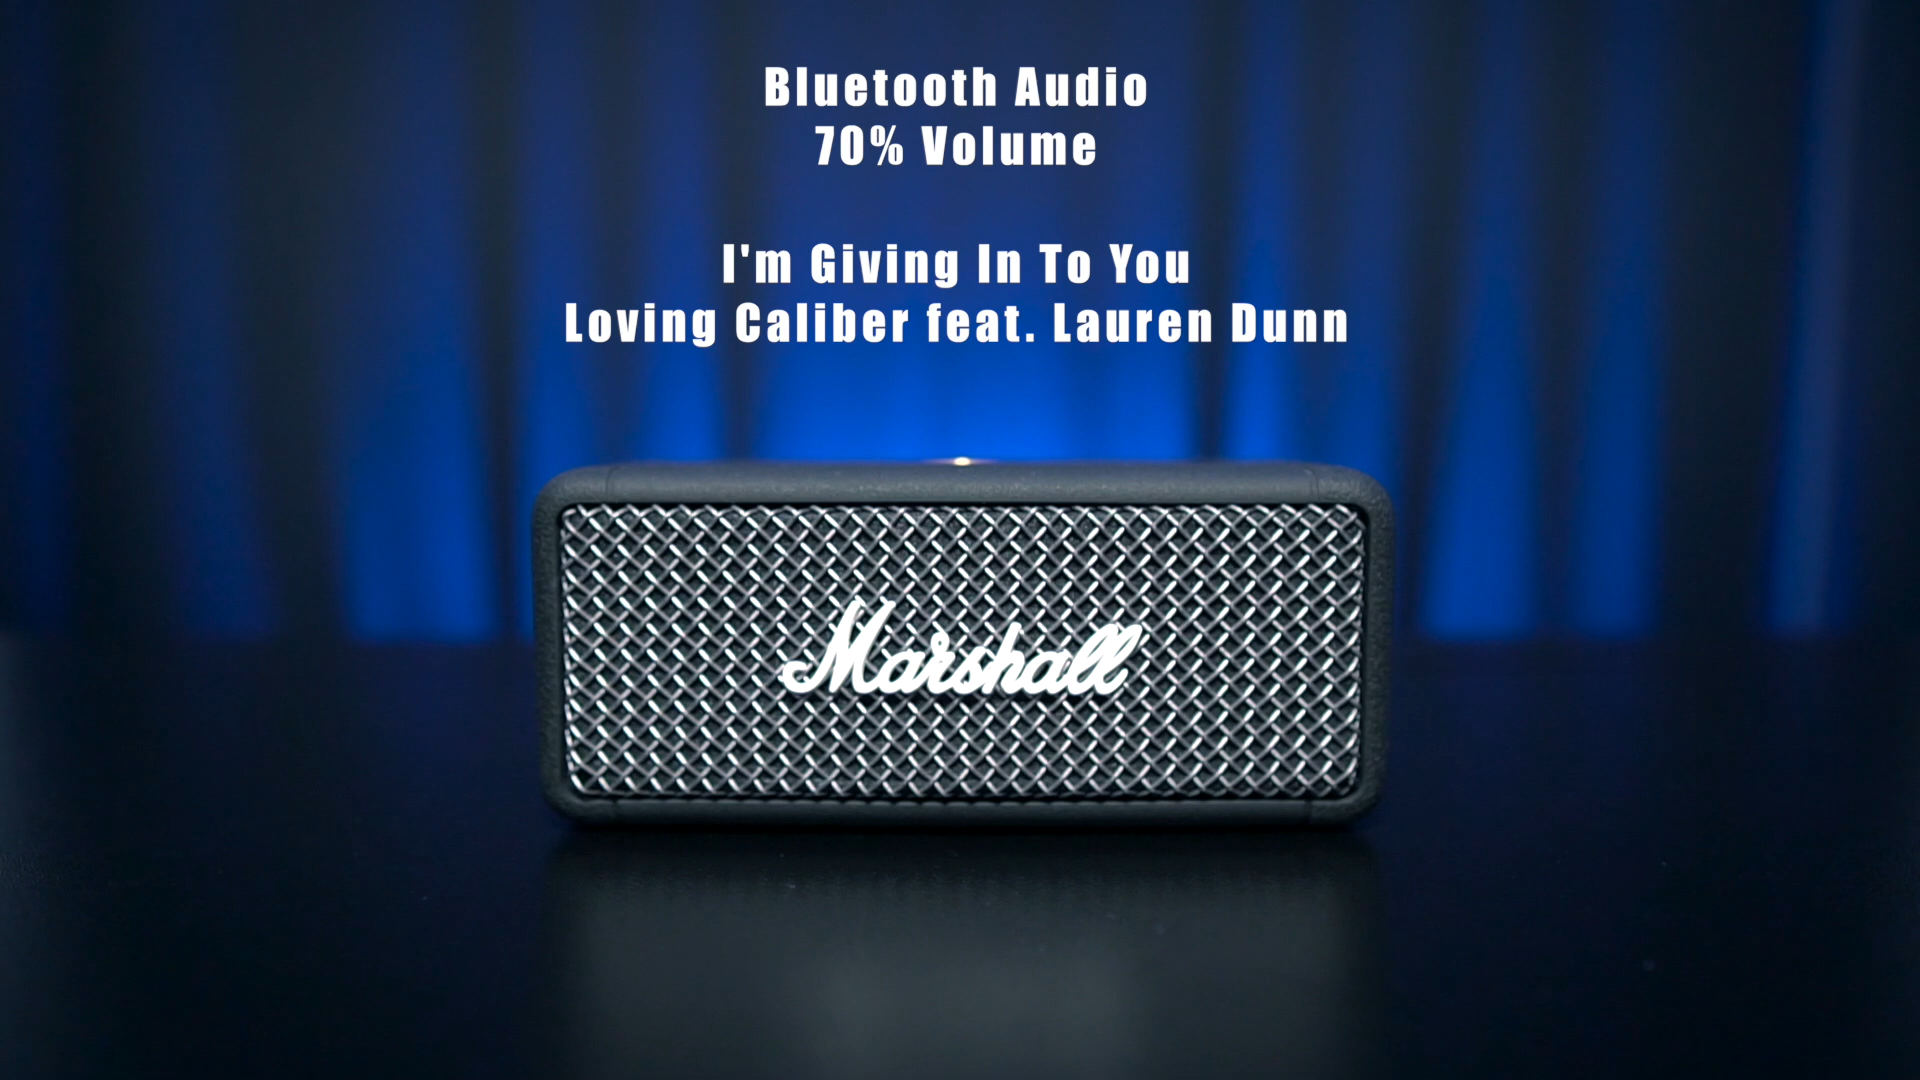 Bluetooth Audio
70% Volume
I'm Giving In To You
Loving Caliber feat. Lauren Dunn
Marshall